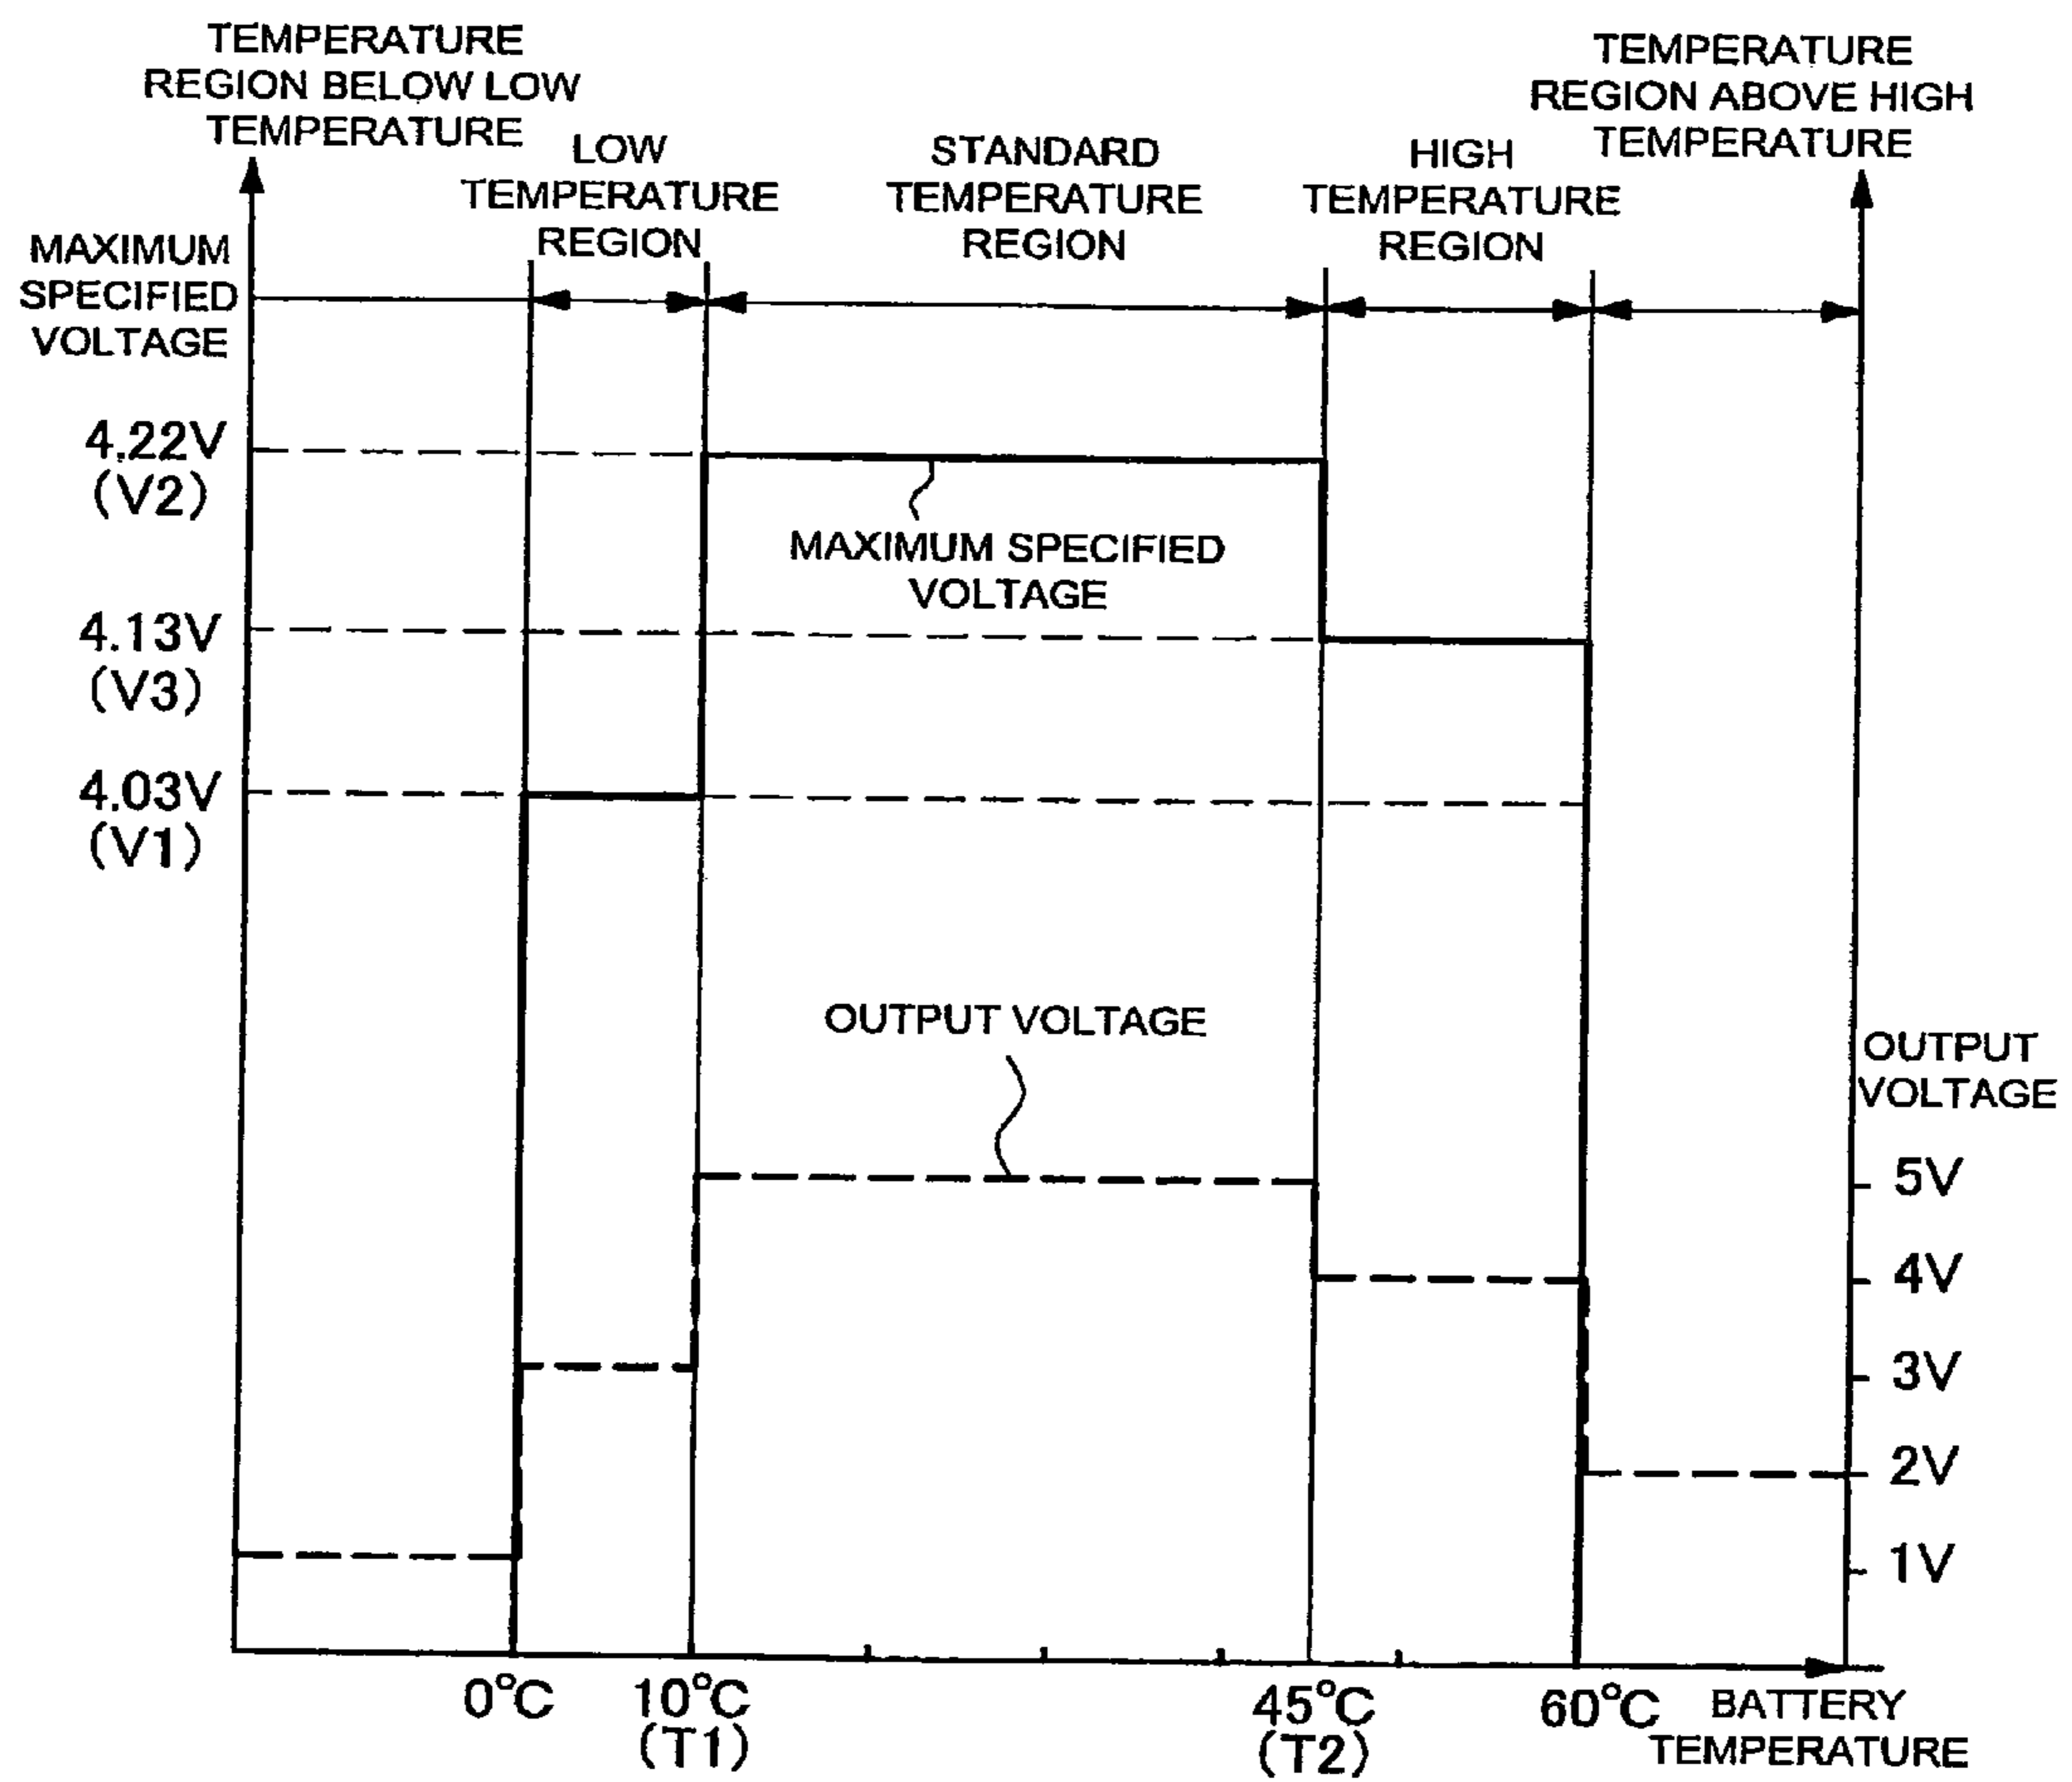 TEMPERATURE
REGION BELOW LOW
TEMPERATURE
LOW
TEMPERATURE
REGION
STANDARD
TEMPERATURE
REGION
HIGH
TEMPERATURE
REGION
TEMPERATURE
REGION ABOVE HIGH
TEMPERATURE
MAXIMUM
SPECIFIED
VOLTAGE
4.22V
(V2)
MAXIMUM SPECIFIED
VOLTAGE
4.13V
(V3)
4.03V
(V1)
OUTPUT VOLTAGE
OUTPUT
VOLTAGE
5V
4V
3V
2V
1V
0°C
10°C
(T1)
45°C
(T2)
60°C
BATTERY
TEMPERATURE